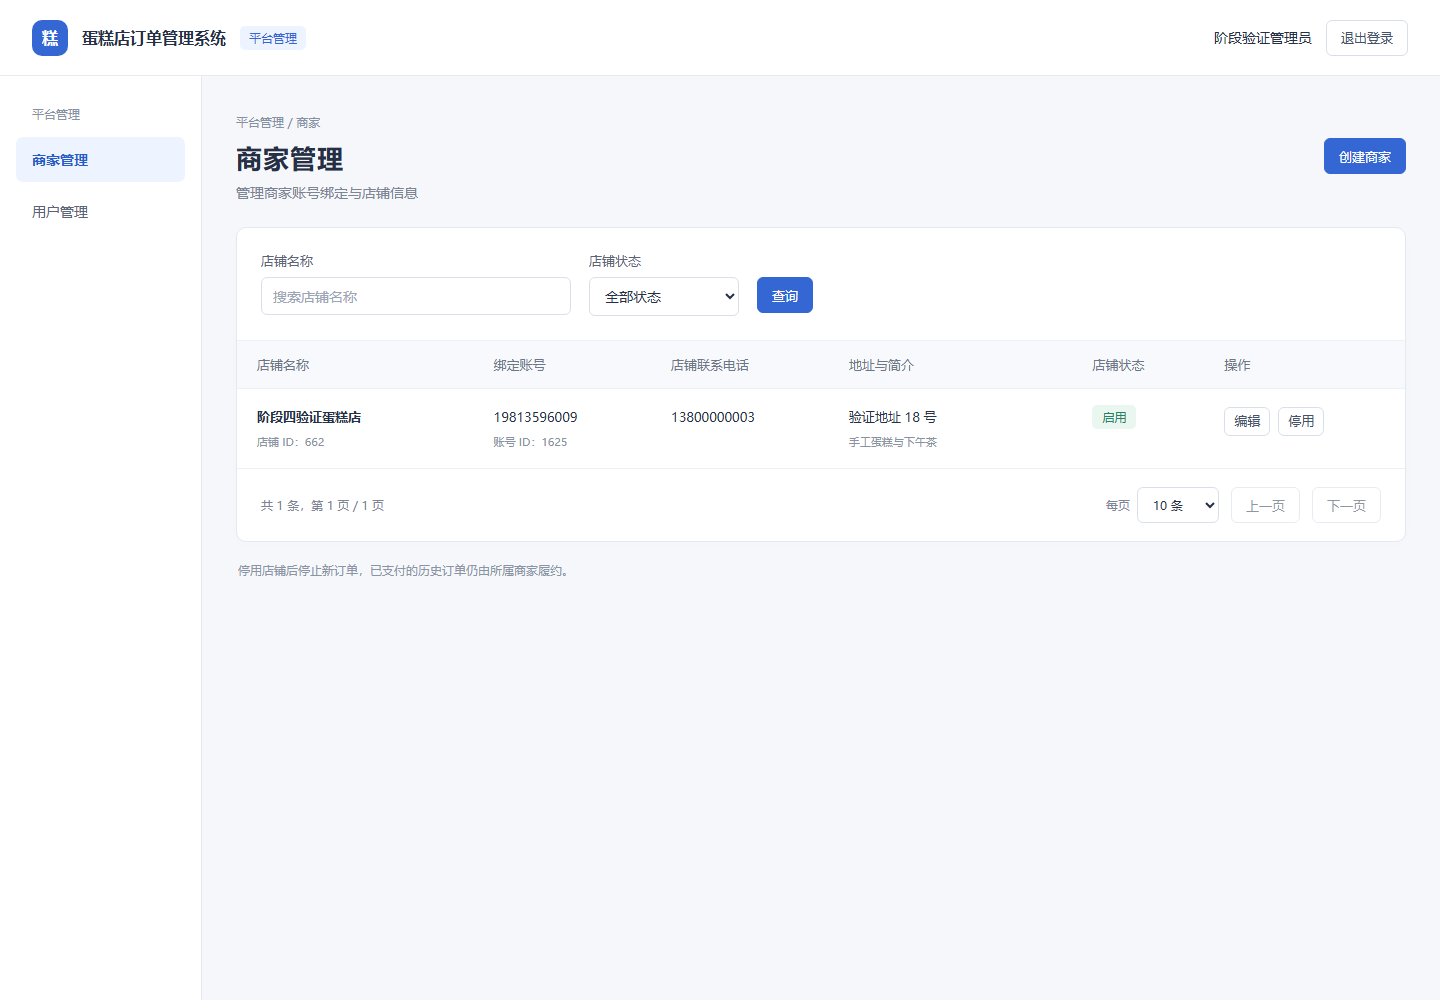 糕 蛋糕店订单管理系统 平台管理 阶段验证管理员 退出登录
平台管理
商家管理
用户管理
平台管理 / 商家
商家管理
管理商家账号绑定与店铺信息
创建商家
店铺名称 店铺状态
搜索店铺名称 全部状态 查询
店铺名称 绑定账号 店铺联系电话 地址与简介 店铺状态 操作
阶段四验证蛋糕店 19813596009 13800000003 验证地址 18 号 启用 编辑 停用
店铺 ID：662 账号 ID：1625 手工蛋糕与下午茶
共 1 条，第 1 页 / 1 页 每页 10 条 上一页 下一页
停用店铺后停止新订单，已支付的历史订单仍由所属商家履约。